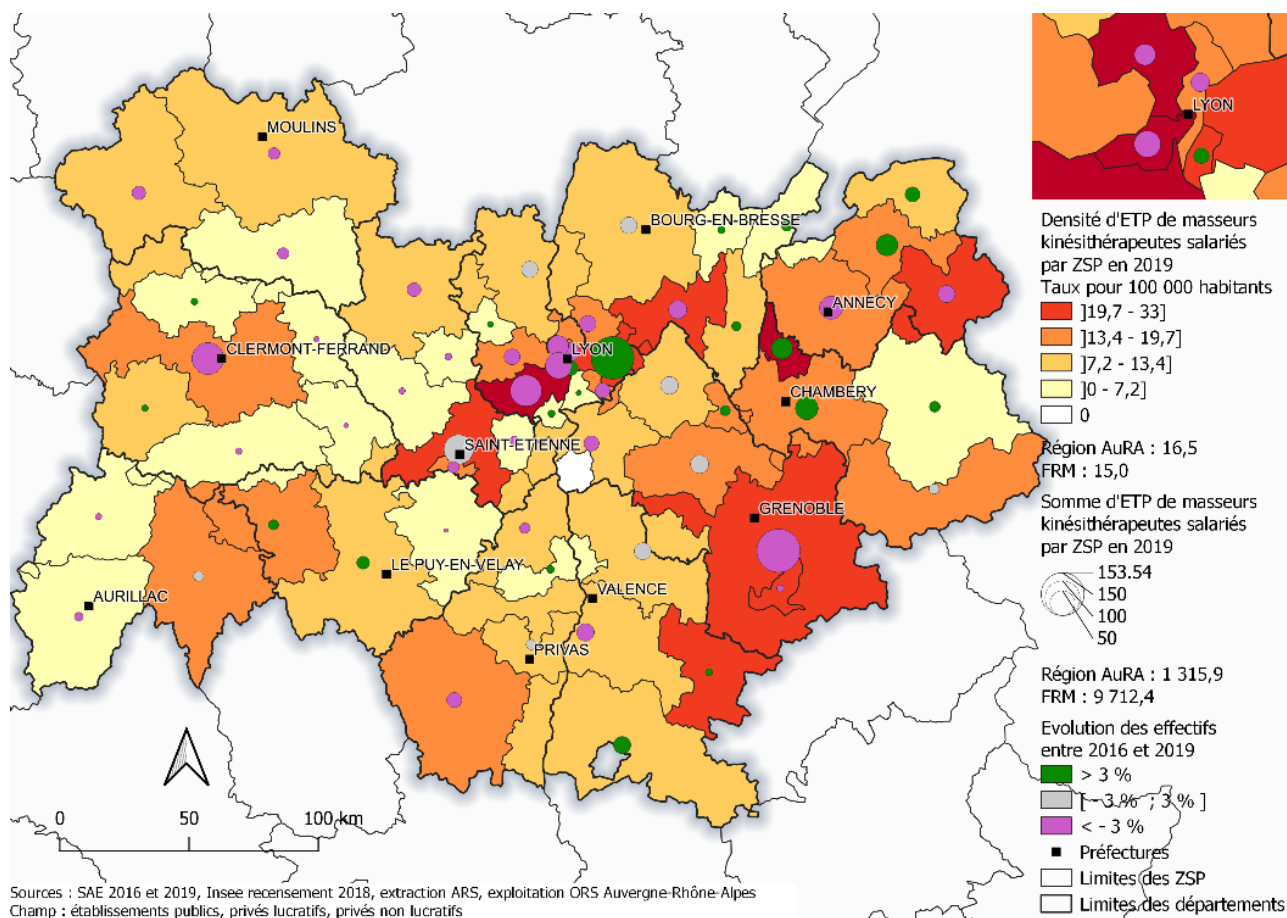 MOULINS
BOURG-EN-BRESSE
ANNECY
CLERMONT-FERRAND
LYON
CHAMBERY
SAINT-ETIENNE
GRENOBLE
LE-PUY-EN-VELAY
AURILLAC
VALENCE
PRIVAS
0 50 100 km
Sources : SAE 2016 et 2019, Insee recensement 2018, extraction ARS, exploitation ORS Auvergne-Rhône-Alpes
Champ : établissements publics, privés lucratifs, privés non lucratifs
LYON
Densité d'ETP de masseurs
kinésithérapeutes salariés
par ZSP en 2019
Taux pour 100 000 habitants
]19,7 - 33]
]13,4 - 19,7]
]7,2 - 13,4]
]0 - 7,2]
0
Région AuRA : 16,5
FRM : 15,0
Somme d'ETP de masseurs
kinésithérapeutes salariés
par ZSP en 2019
153.54
150
100
50
Région AuRA : 1 315,9
FRM : 9 712,4
Evolution des effectifs
entre 2016 et 2019
> 3 %
[ - 3 % ; 3 % ]
< - 3 %
Préfectures
Limites des ZSP
Limites des départements